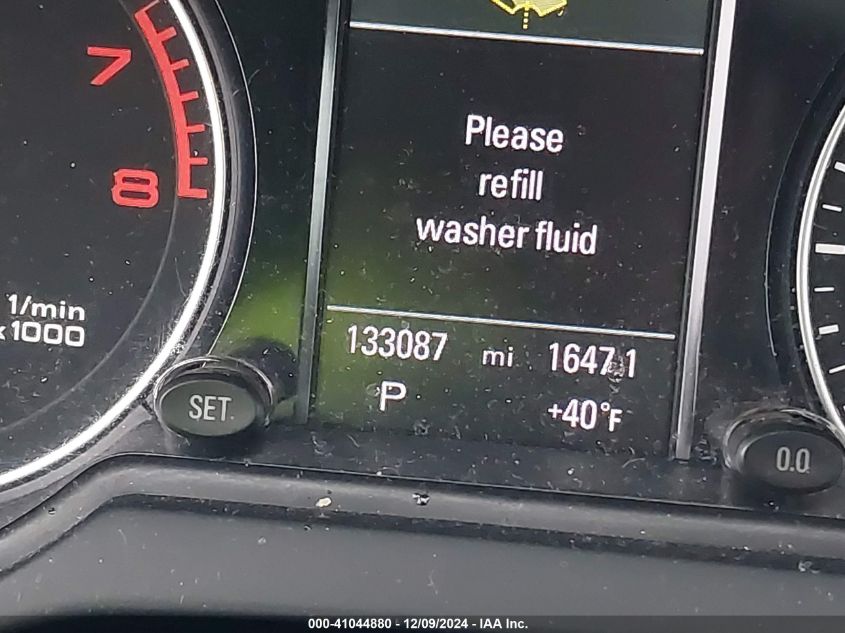 7
8
1/min
x1000
Please
refill
washer fluid
133087 mi 1647.1
P +40°F
SET
0.0
000-41044880 - 12/09/2024 - IAA Inc.